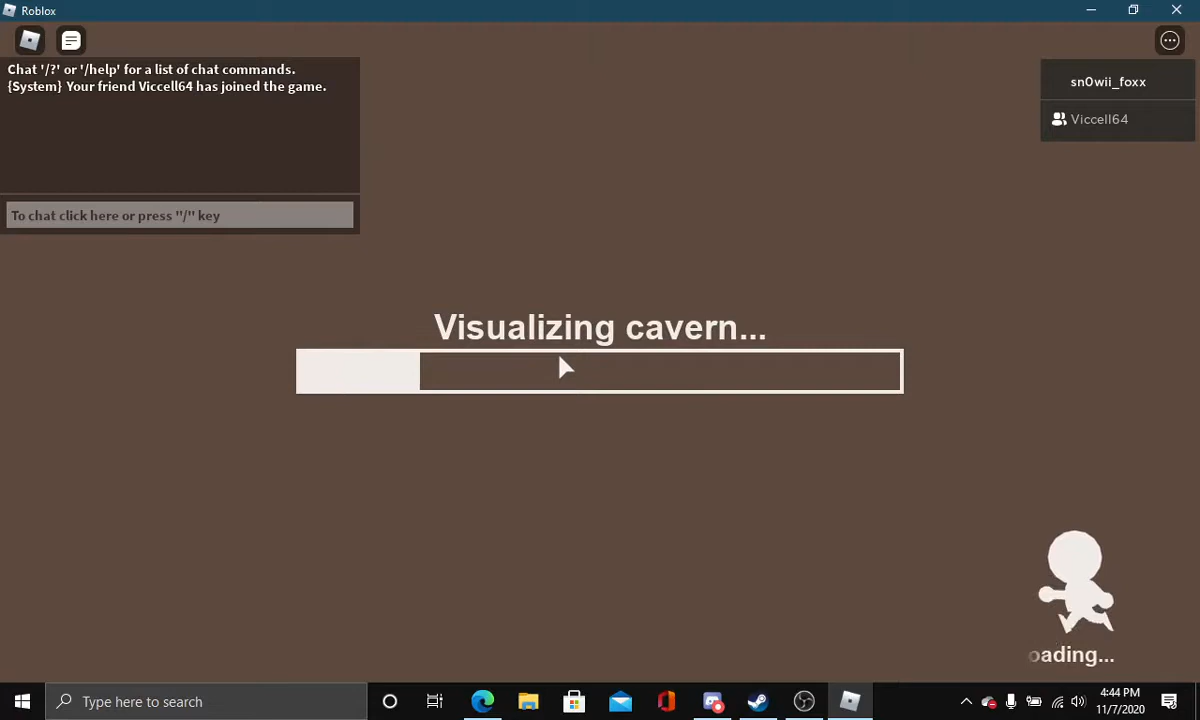 Roblox
Chat '/?' or '/help' for a list of chat commands.
{System} Your friend Viccell64 has joined the game.
To chat click here or press "/" key
sn0wii_foxx
Viccell64
Visualizing cavern...
oading...
Type here to search
4:44 PM
11/7/2020